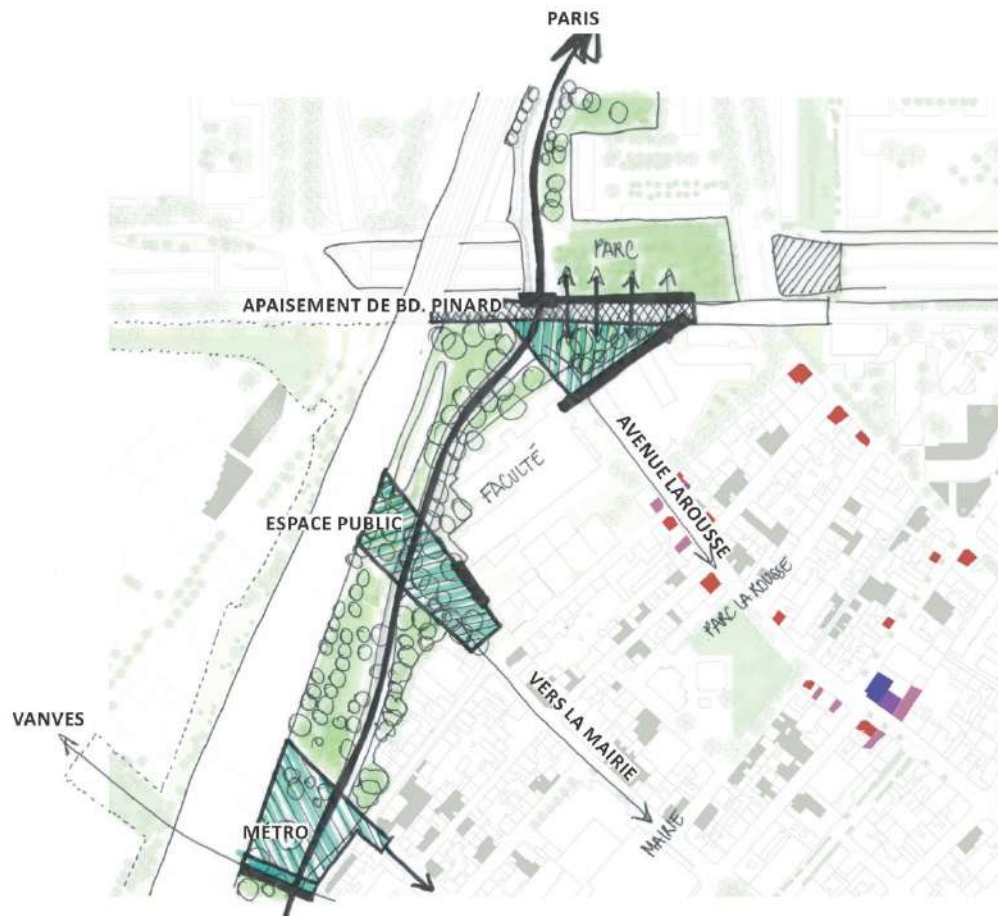 PARIS
PARC
APAISEMENT DE BD. PINARD
AVENUE LAROUSSE
FACULTÉ
ESPACE PUBLIC
PARC LA ROUSSE
VERS LA MAIRIE
VANVES
MÉTRO
MAIRIE